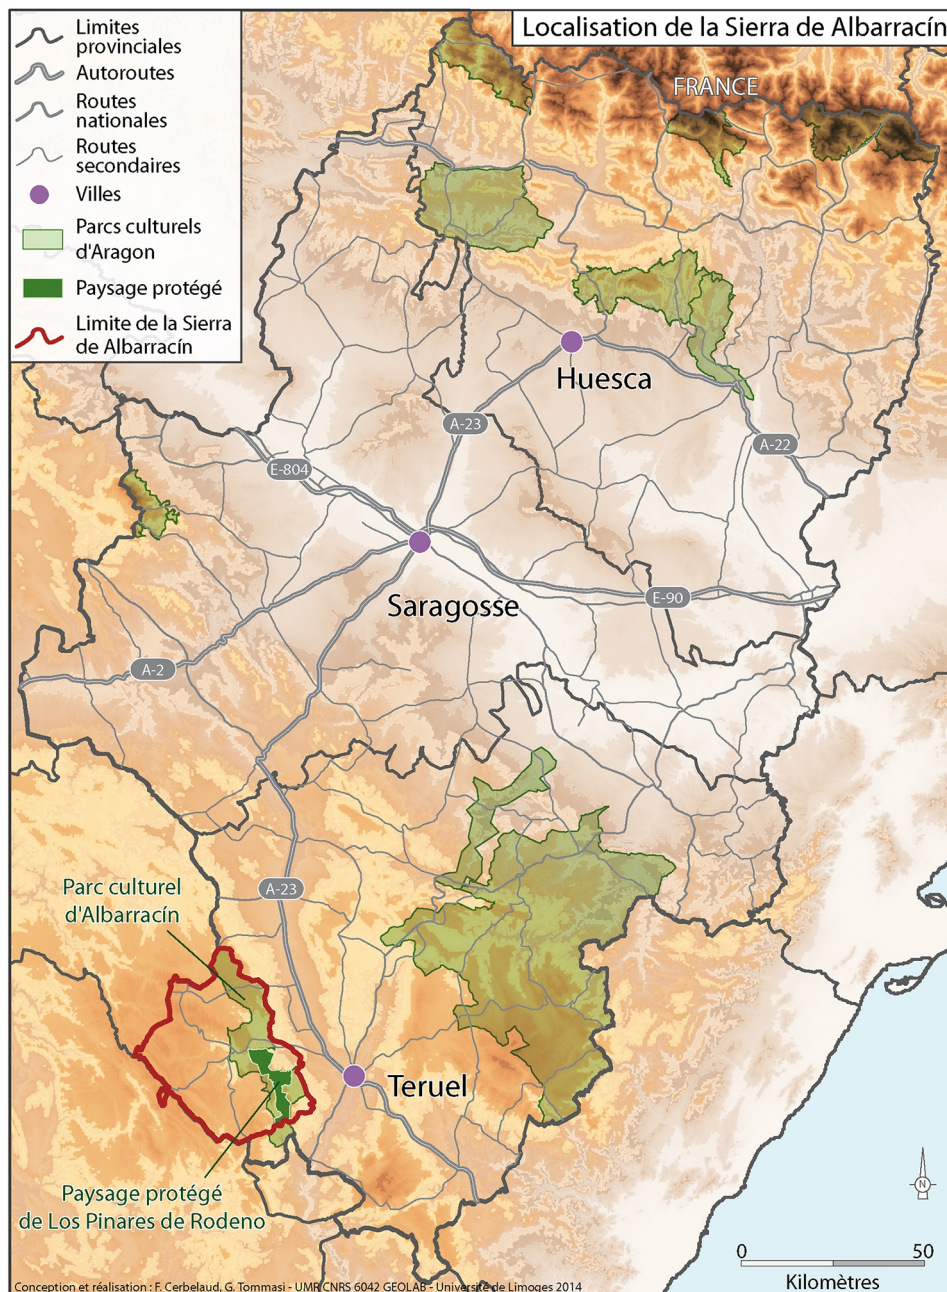 Localisation de la Sierra de Albarracín
Limites
provinciales
Autoroutes
Routes
nationales
Routes
secondaires
Villes
Parcs culturels
d'Aragon
Paysage protégé
Limite de la Sierra
de Albarracín
FRANCE
Huesca
A-23
A-22
E-804
Saragosse
E-90
A-2
A-23
Parc culturel
d'Albarracín
Teruel
Paysage protégé
de Los Pinares de Rodeno
N
0 50
Kilomètres
Conception et réalisation : F. Cerbelaud, G. Tommasi - UMR CNRS 6042 GEOLAB - Université de Limoges 2014